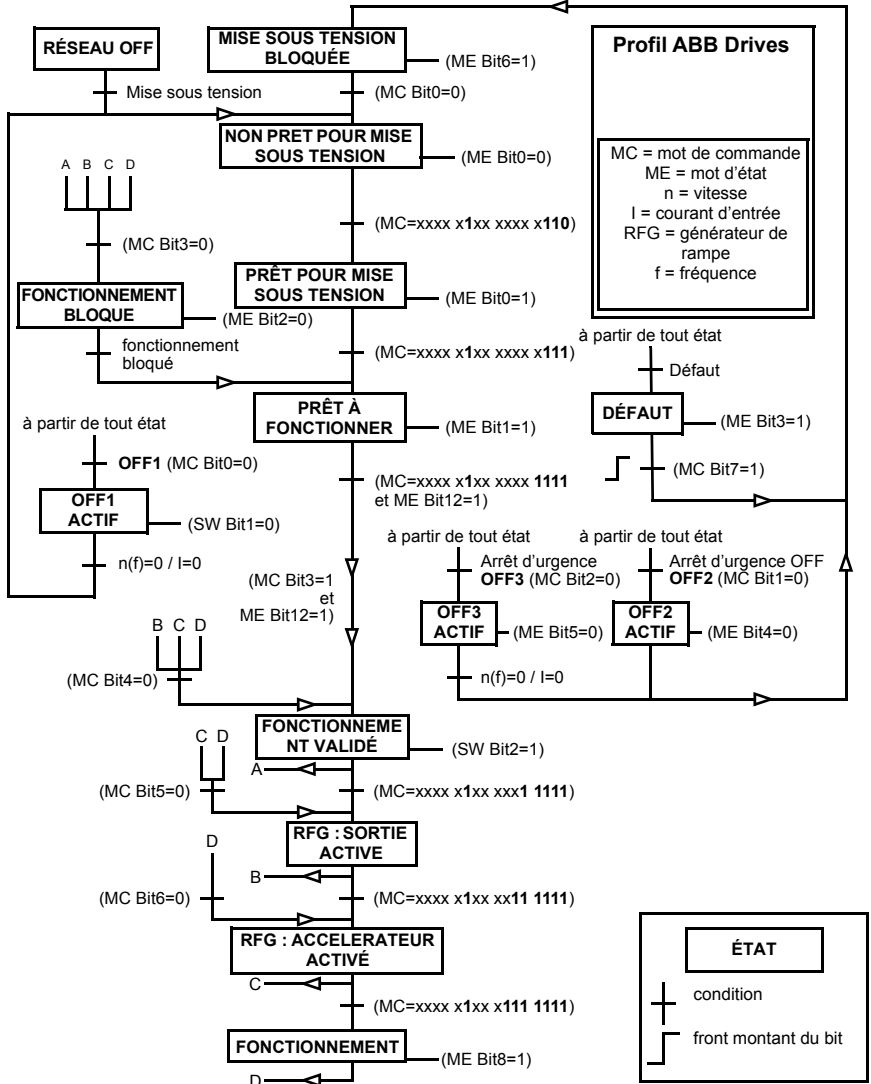 RÉSEAU OFF
Mise sous tension
MISE SOUS TENSION
BLOQUÉE
(ME Bit6=1)
(MC Bit0=0)
NON PRET POUR MISE
SOUS TENSION
(ME Bit0=0)
A B C D
(MC Bit3=0)
(MC=xxxx x1xx xxxx x110)
FONCTIONNEMENT
BLOQUE
(ME Bit2=0)
fonctionnement
bloqué
PRÊT POUR MISE
SOUS TENSION
(ME Bit0=1)
(MC=xxxx x1xx xxxx x111)
Profil ABB Drives
MC = mot de commande
ME = mot d'état
n = vitesse
I = courant d'entrée
RFG = générateur de
rampe
f = fréquence
à partir de tout état
Défaut
DÉFAUT
(ME Bit3=1)
(MC Bit7=1)
PRÊT À
FONCTIONNER
(ME Bit1=1)
(MC=xxxx x1xx xxxx 1111
et ME Bit12=1)
à partir de tout état
OFF1 (MC Bit0=0)
OFF1
ACTIF
(SW Bit1=0)
n(f)=0 / I=0
(MC Bit3=1
et
ME Bit12=1)
à partir de tout état
Arrêt d'urgence
OFF3 (MC Bit2=0)
OFF3
ACTIF
(ME Bit5=0)
n(f)=0 / I=0
à partir de tout état
Arrêt d'urgence OFF
OFF2 (MC Bit1=0)
OFF2
ACTIF
(ME Bit4=0)
B C D
(MC Bit4=0)
FONCTIONNEME
NT VALIDÉ
(SW Bit2=1)
A
C D
(MC Bit5=0)
(MC=xxxx x1xx xxx1 1111)
RFG : SORTIE
ACTIVE
B
D
(MC Bit6=0)
(MC=xxxx x1xx xx11 1111)
RFG : ACCELERATEUR
ACTIVÉ
C
(MC=xxxx x1xx x111 1111)
FONCTIONNEMENT
(ME Bit8=1)
D
ÉTAT
condition
front montant du bit